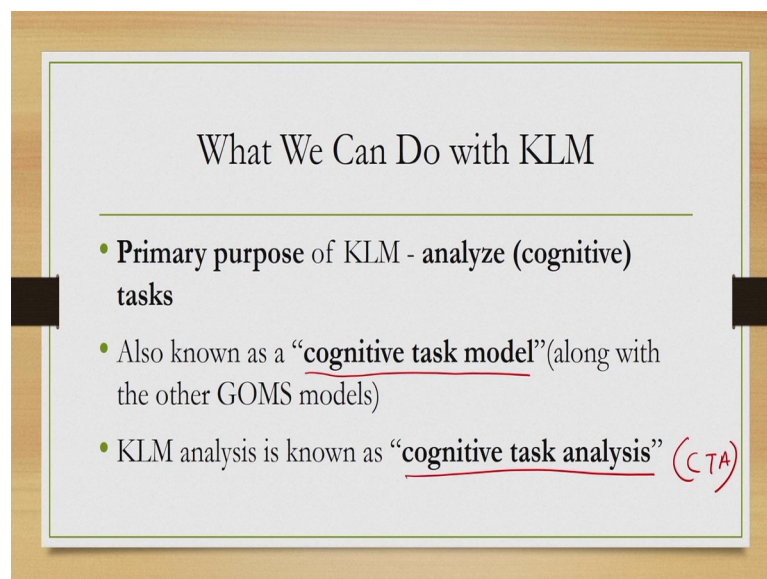 What We Can Do with KLM
• Primary purpose of KLM - analyze (cognitive)
tasks
• Also known as a “cognitive task model”(along with
the other GOMS models)
• KLM analysis is known as “cognitive task analysis” (CTA)